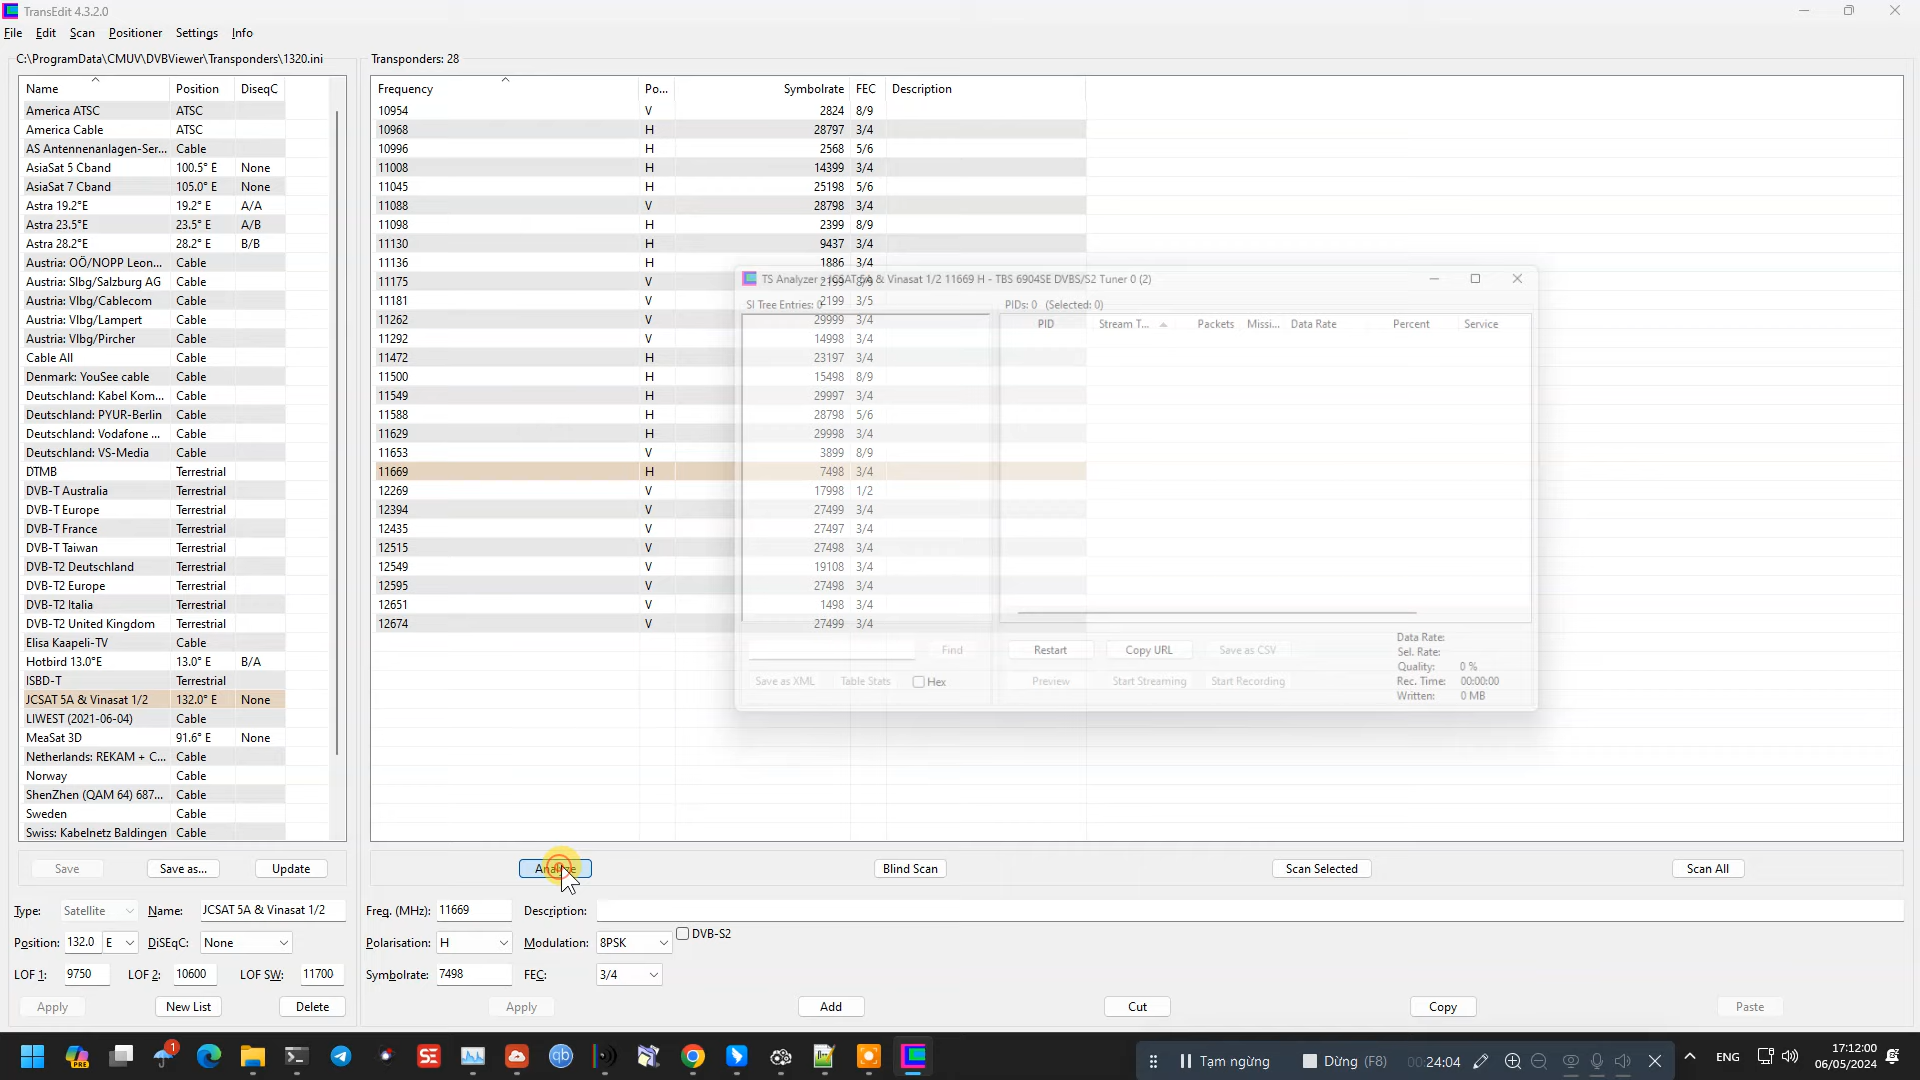 TransEdit 4.3.2.0
File Edit Scan Positioner Settings Info
C:\ProgramData\CMUV\DVBViewer\Transponders\1320.ini
Name Position DiseqC
America ATSC ATSC
America Cable ATSC
AS Antennenanlagen-Ser... Cable
AsiaSat 5 Cband 100.5° E None
AsiaSat 7 Cband 105.0° E None
Astra 19.2°E 19.2° E A/A
Astra 23.5°E 23.5° E A/B
Astra 28.2°E 28.2° E B/B
Austria: OÖ/NOPP Leon... Cable
Austria: Slbg/Salzburg AG Cable
Austria: Vlbg/Cablecom Cable
Austria: Vlbg/Lampert Cable
Austria: Vlbg/Pircher Cable
Cable All Cable
Denmark: YouSee cable Cable
Deutschland: Kabel Kom... Cable
Deutschland: PYUR-Berlin Cable
Deutschland: Vodafone ... Cable
Deutschland: VS-Media Cable
DTMB Terrestrial
DVB-T Australia Terrestrial
DVB-T Europe Terrestrial
DVB-T France Terrestrial
DVB-T Taiwan Terrestrial
DVB-T2 Deutschland Terrestrial
DVB-T2 Europe Terrestrial
DVB-T2 Italia Terrestrial
DVB-T2 United Kingdom Terrestrial
Elisa Kaapeli-TV Cable
Hotbird 13.0°E 13.0° E B/A
ISBD-T Terrestrial
JCSAT 5A & Vinasat 1/2 132.0° E None
LIWEST (2021-06-04) Cable
MeaSat 3D 91.6° E None
Netherlands: REKAM + C... Cable
Norway Cable
ShenZhen (QAM 64) 687... Cable
Sweden Cable
Swiss: Kabelnetz Baldingen Cable
Save Save as... Update
Type: Satellite Name: JCSAT 5A & Vinasat 1/2
Position: 132.0 E DiSEqC: None
LOF 1: 9750 LOF 2: 10600 LOF SW: 11700
Apply New List Delete
Transponders: 28
Frequency Po... Symbolrate FEC Description
10954 V 2824 8/9
10968 H 28797 3/4
10996 H 2568 5/6
11008 H 14399 3/4
11045 H 25198 5/6
11088 V 28798 3/4
11098 H 2399 8/9
11130 H 9437 3/4
11136 H 1886 3/4
11175 V 2199 8/9
11181 V 2199 3/5
11262 V 29999 3/4
11292 V 14998 3/4
11472 H 23197 3/4
11500 H 15498 8/9
11549 H 29997 3/4
11588 H 28798 5/6
11629 H 29998 3/4
11653 V 3899 8/9
11669 H 7498 3/4
12269 V 17998 1/2
12394 V 27499 3/4
12435 V 27497 3/4
12515 V 27498 3/4
12549 V 19108 3/4
12595 V 27498 3/4
12651 V 1498 3/4
12674 V 27499 3/4
TS Analyzer - JCSAT 5A & Vinasat 1/2 11669 H - TBS 6904SE DVBS/S2 Tuner 0 (2)
SI Tree Entries: 0 PIDs: 0 (Selected: 0)
PID Stream T... Packets Missi... Data Rate Percent Service
Find Restart Copy URL Save as CSV
Save as XML Table Stats Hex Preview Start Streaming Start Recording
Data Rate:
Sel. Rate:
Quality: 0 %
Rec. Time: 00:00:00
Written: 0 MB
Analyze Blind Scan Scan Selected Scan All
Freq. (MHz): 11669 Description:
Polarisation: H Modulation: 8PSK DVB-S2
Symbolrate: 7498 FEC: 3/4
Apply Add Cut Copy Paste
PRE 1 SE qb
Tạm ngừng Dừng (F8) 00:24:04
ENG
17:12:00
06/05/2024